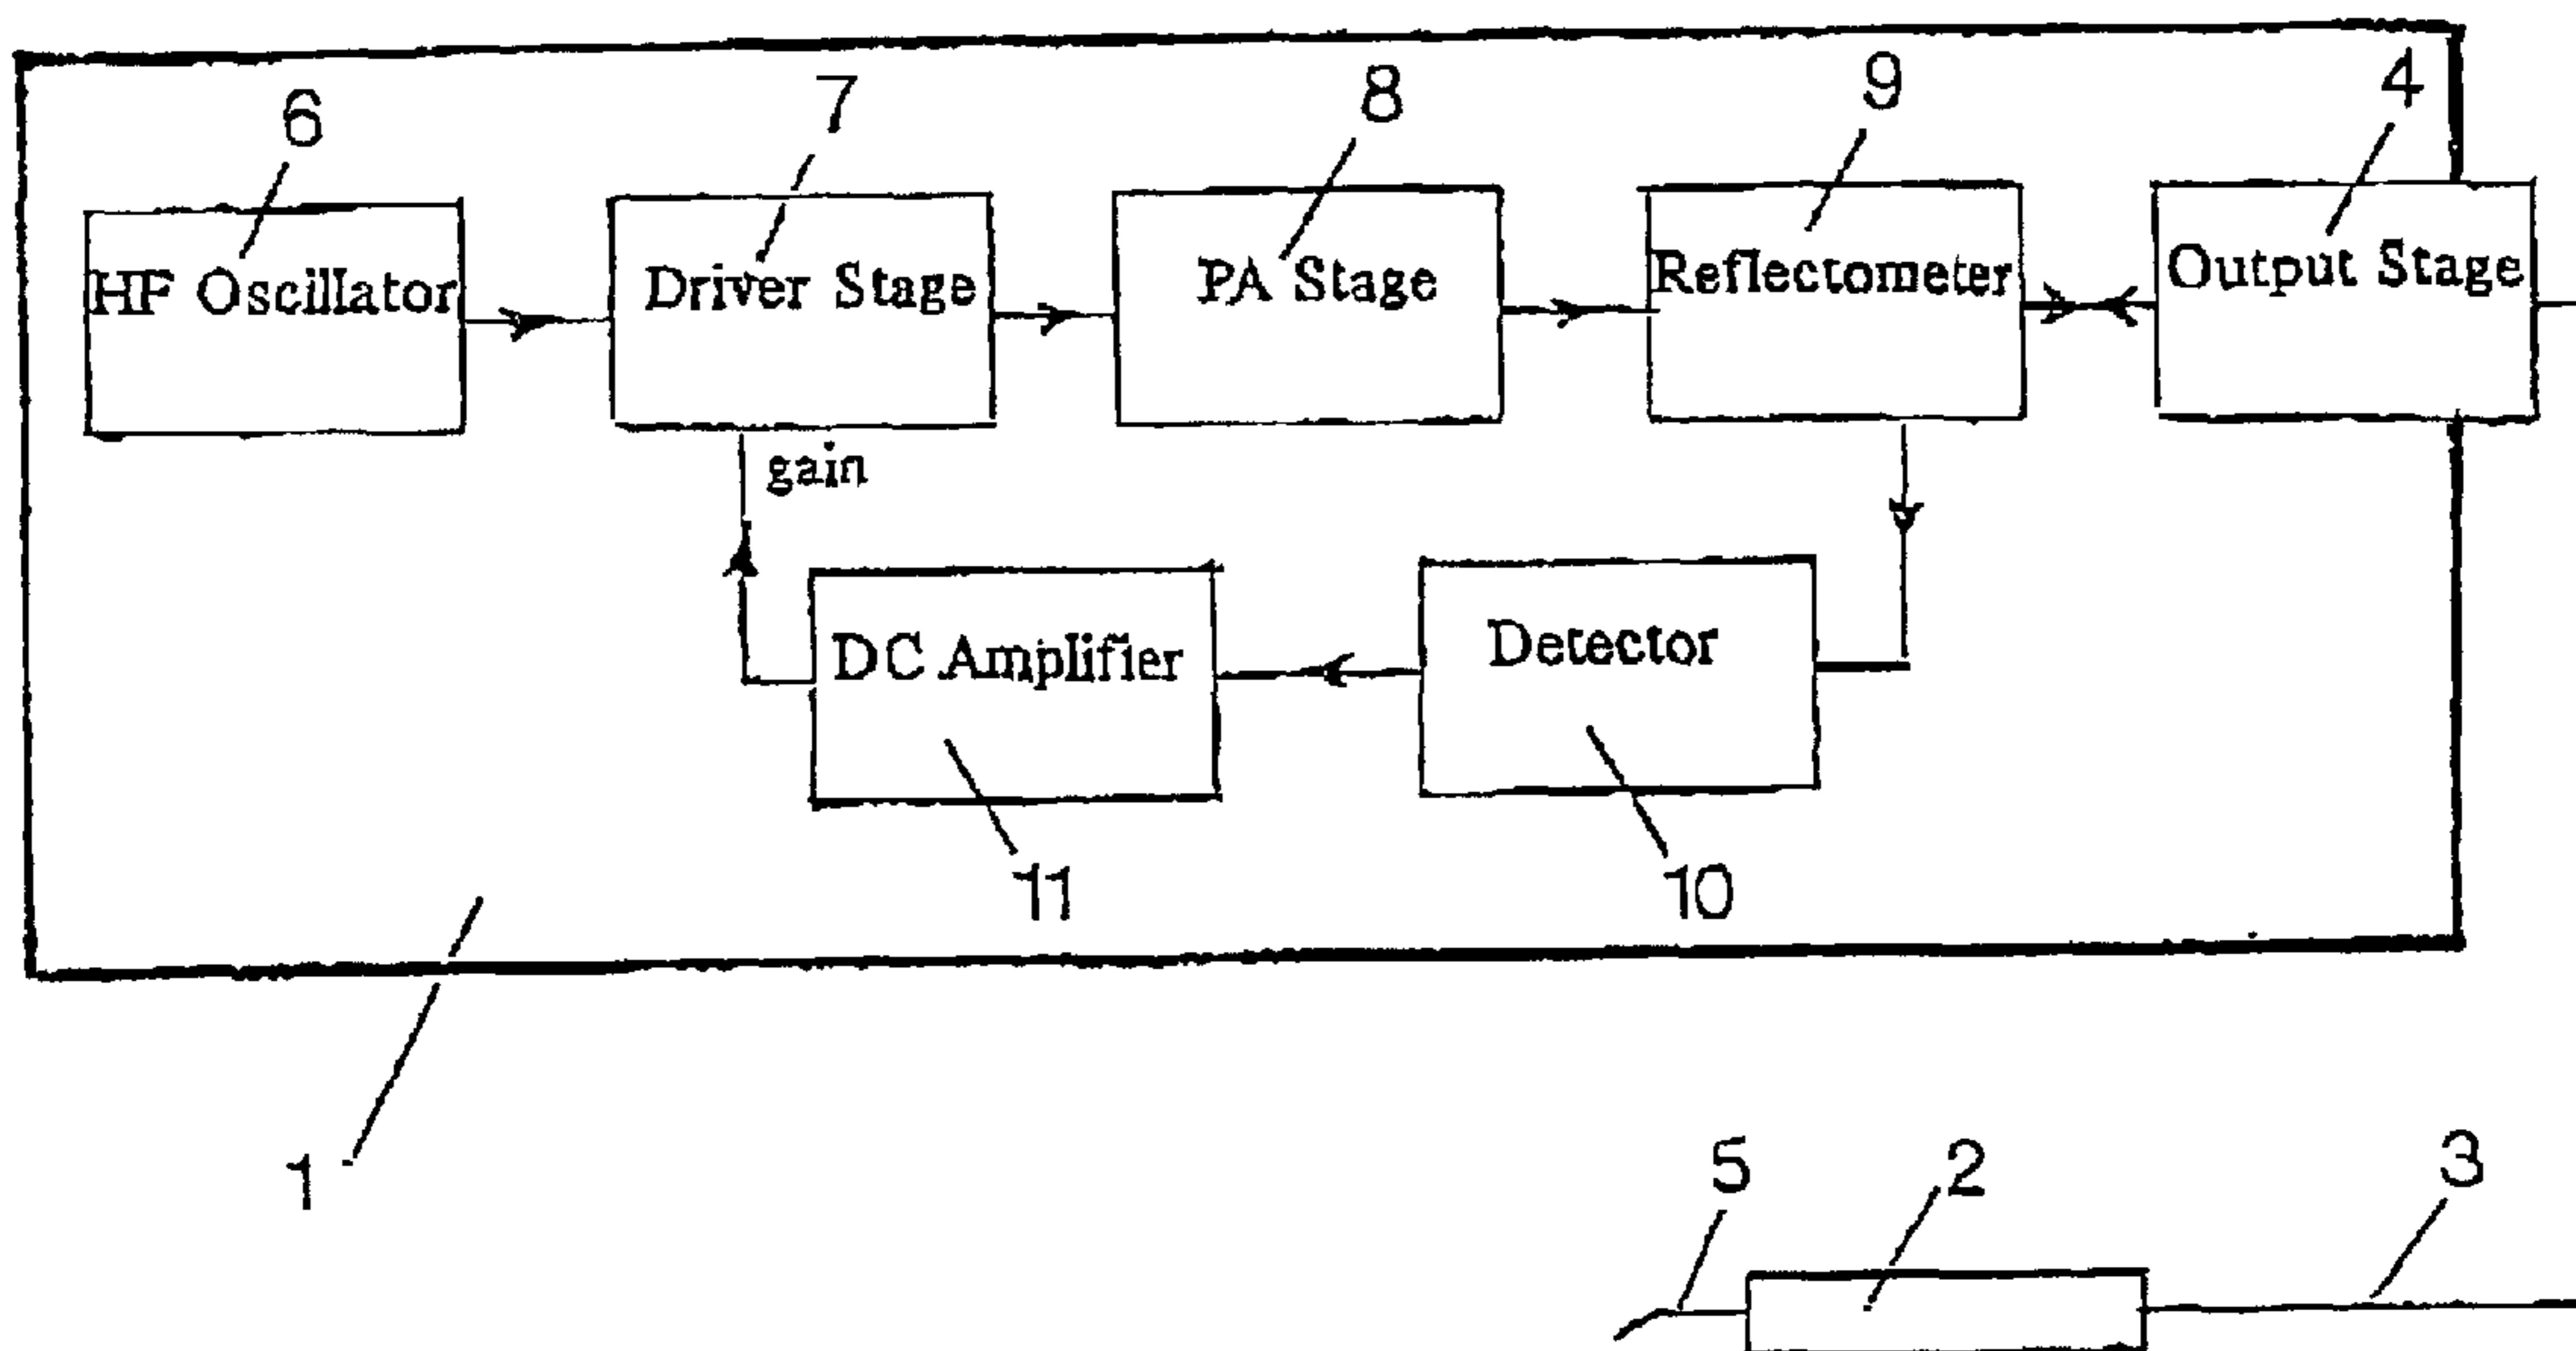 6 7 8 9 4
HF Oscillator Driver Stage PA Stage Reflectometer Output Stage
gain
DC Amplifier Detector
11 10
1
5 2 3